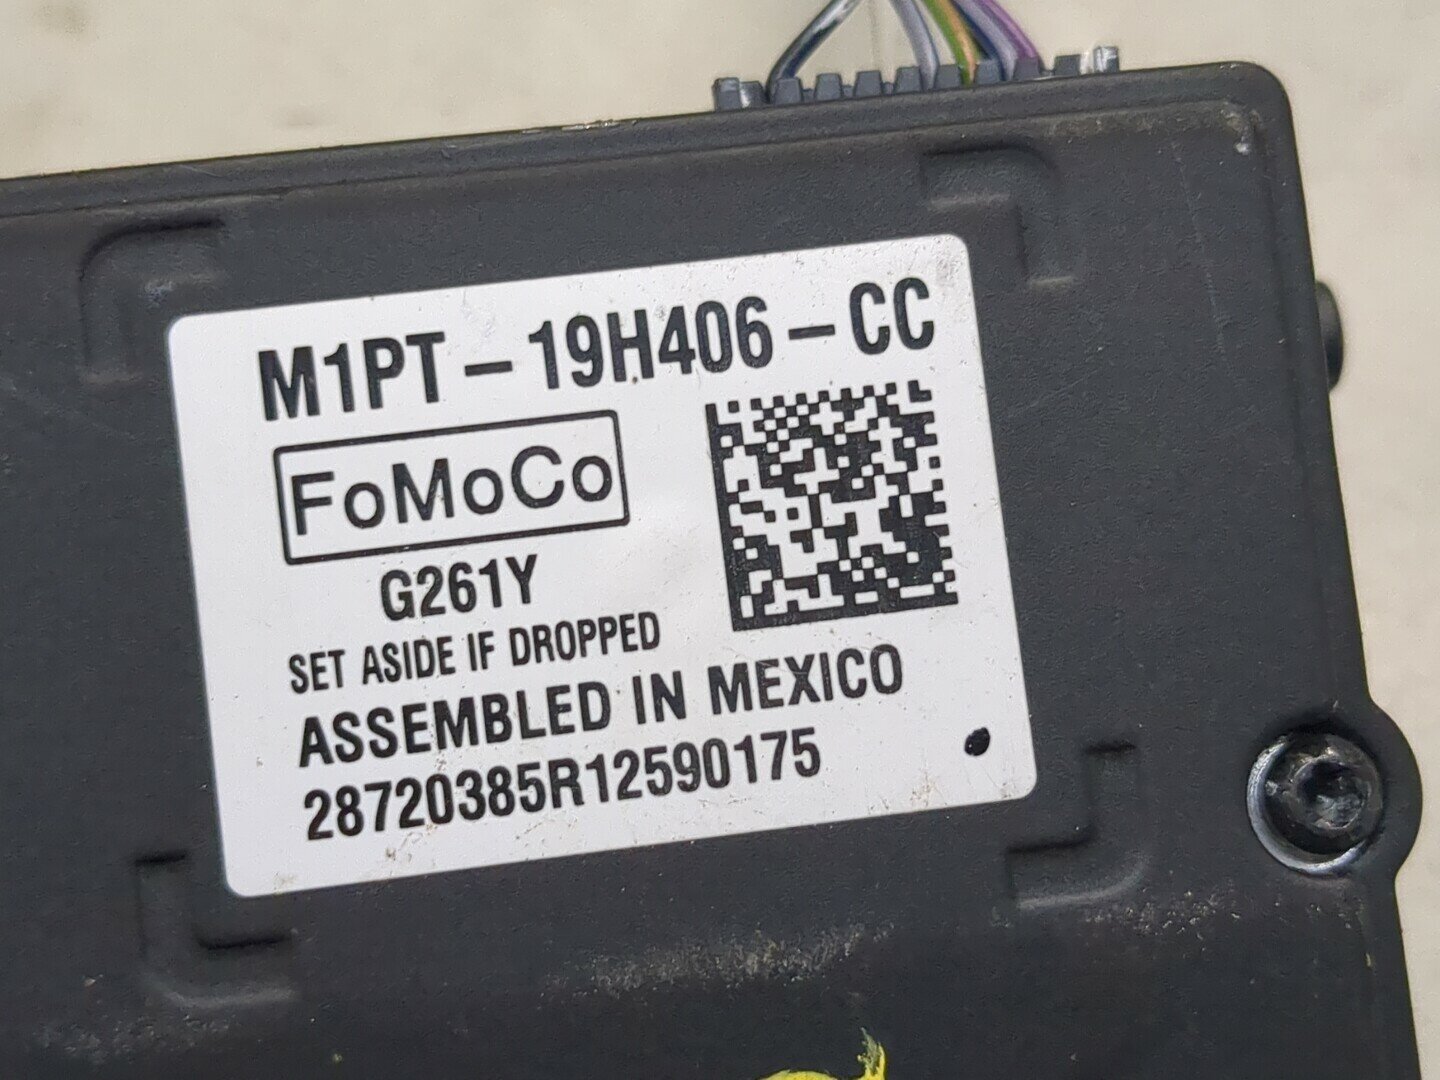 M1PT-19H406-CC
FoMoCo
G261Y
SET ASIDE IF DROPPED
ASSEMBLED IN MEXICO
28720385R12590175